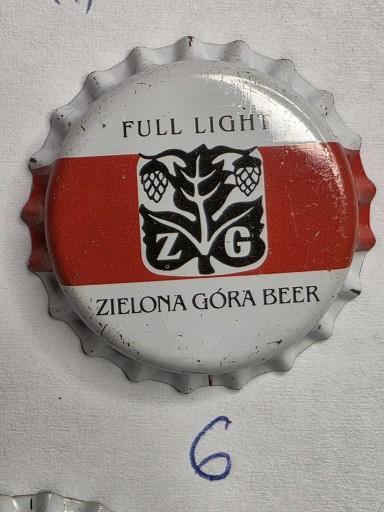 FULL LIGHT
Z G
ZIELONA GÓRA BEER
6